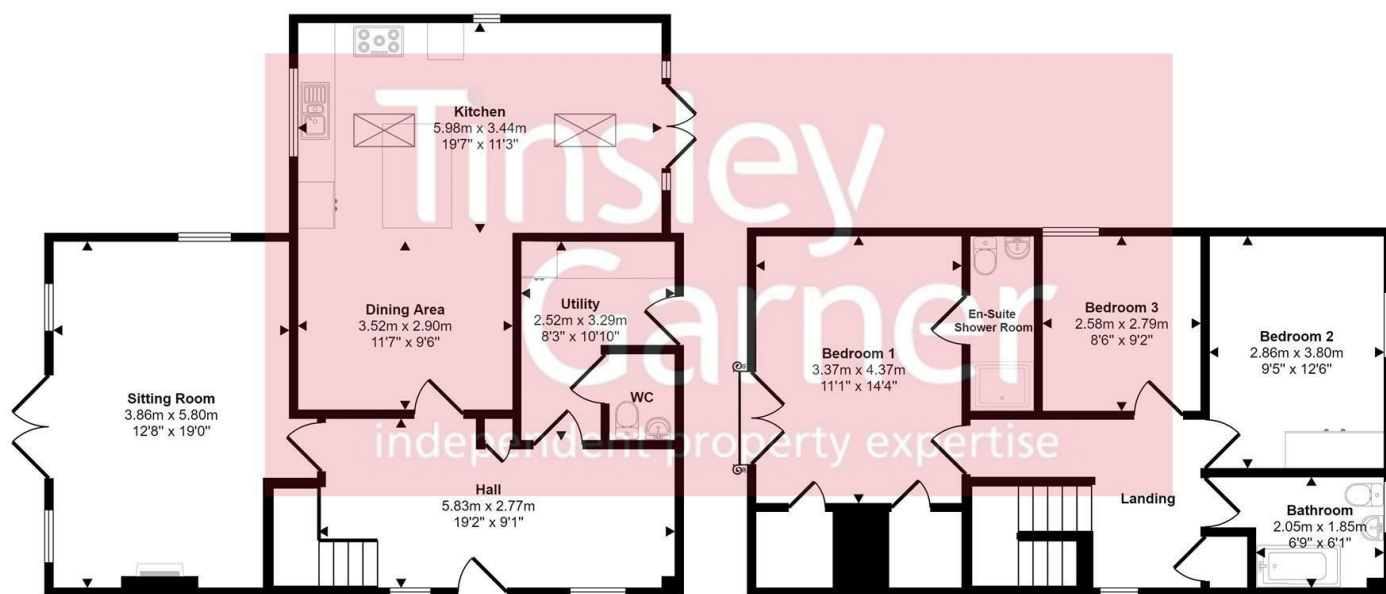 Tinsley
Garner
independent property expertise
Kitchen
5.98m x 3.44m
19'7" x 11'3"
Dining Area
3.52m x 2.90m
11'7" x 9'6"
Utility
2.52m x 3.29m
8'3" x 10'10"
WC
Sitting Room
3.86m x 5.80m
12'8" x 19'0"
Hall
5.83m x 2.77m
19'2" x 9'1"
Bedroom 1
3.37m x 4.37m
11'1" x 14'4"
En-Suite
Shower Room
Bedroom 3
2.58m x 2.79m
8'6" x 9'2"
Bedroom 2
2.86m x 3.80m
9'5" x 12'6"
Landing
Bathroom
2.05m x 1.85m
6'9" x 6'1"